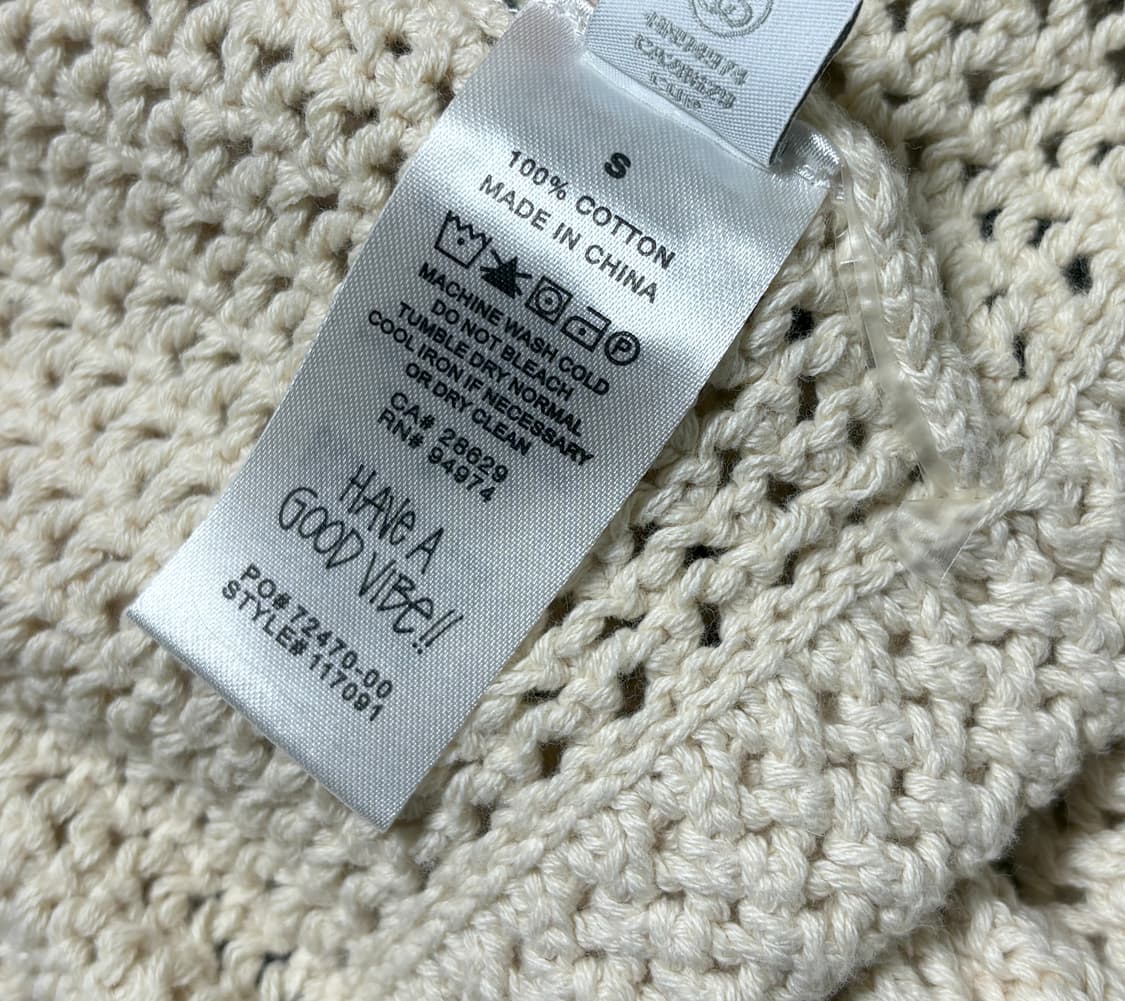 S
100% COTTON
MADE IN CHINA
P
MACHINE WASH COLD
DO NOT BLEACH
TUMBLE DRY NORMAL
COOL IRON IF NECESSARY
OR DRY CLEAN
CA# 28629
RN# 94974
HAVE A
GOOD VIBE!!
PO# 72470-00
STYLE# 117091